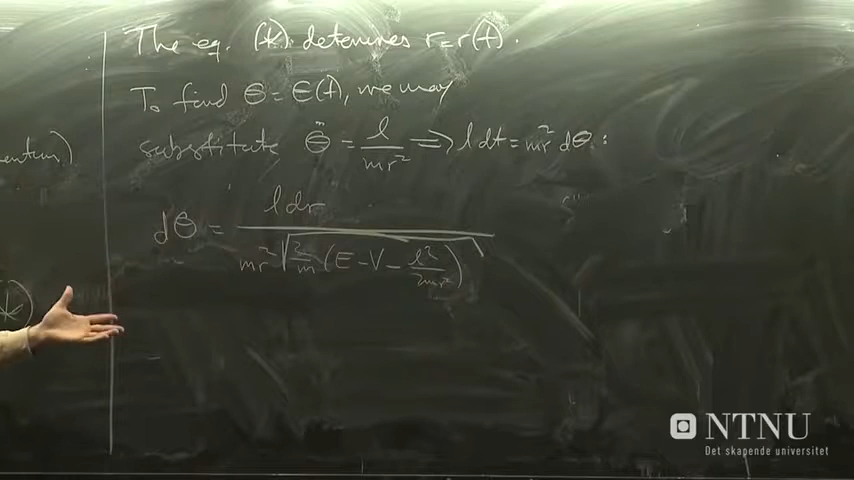 The eq. (*) determines r=r(t).
To find Θ=Θ(t), we may
entum)
substitute Θ̇ = l/mr² ⟹ l dt = mr² dΘ :
dΘ = l dr / mr² √(2/m (E - V - l²/2mr²))
*)
NTNU
Det skapende universitet